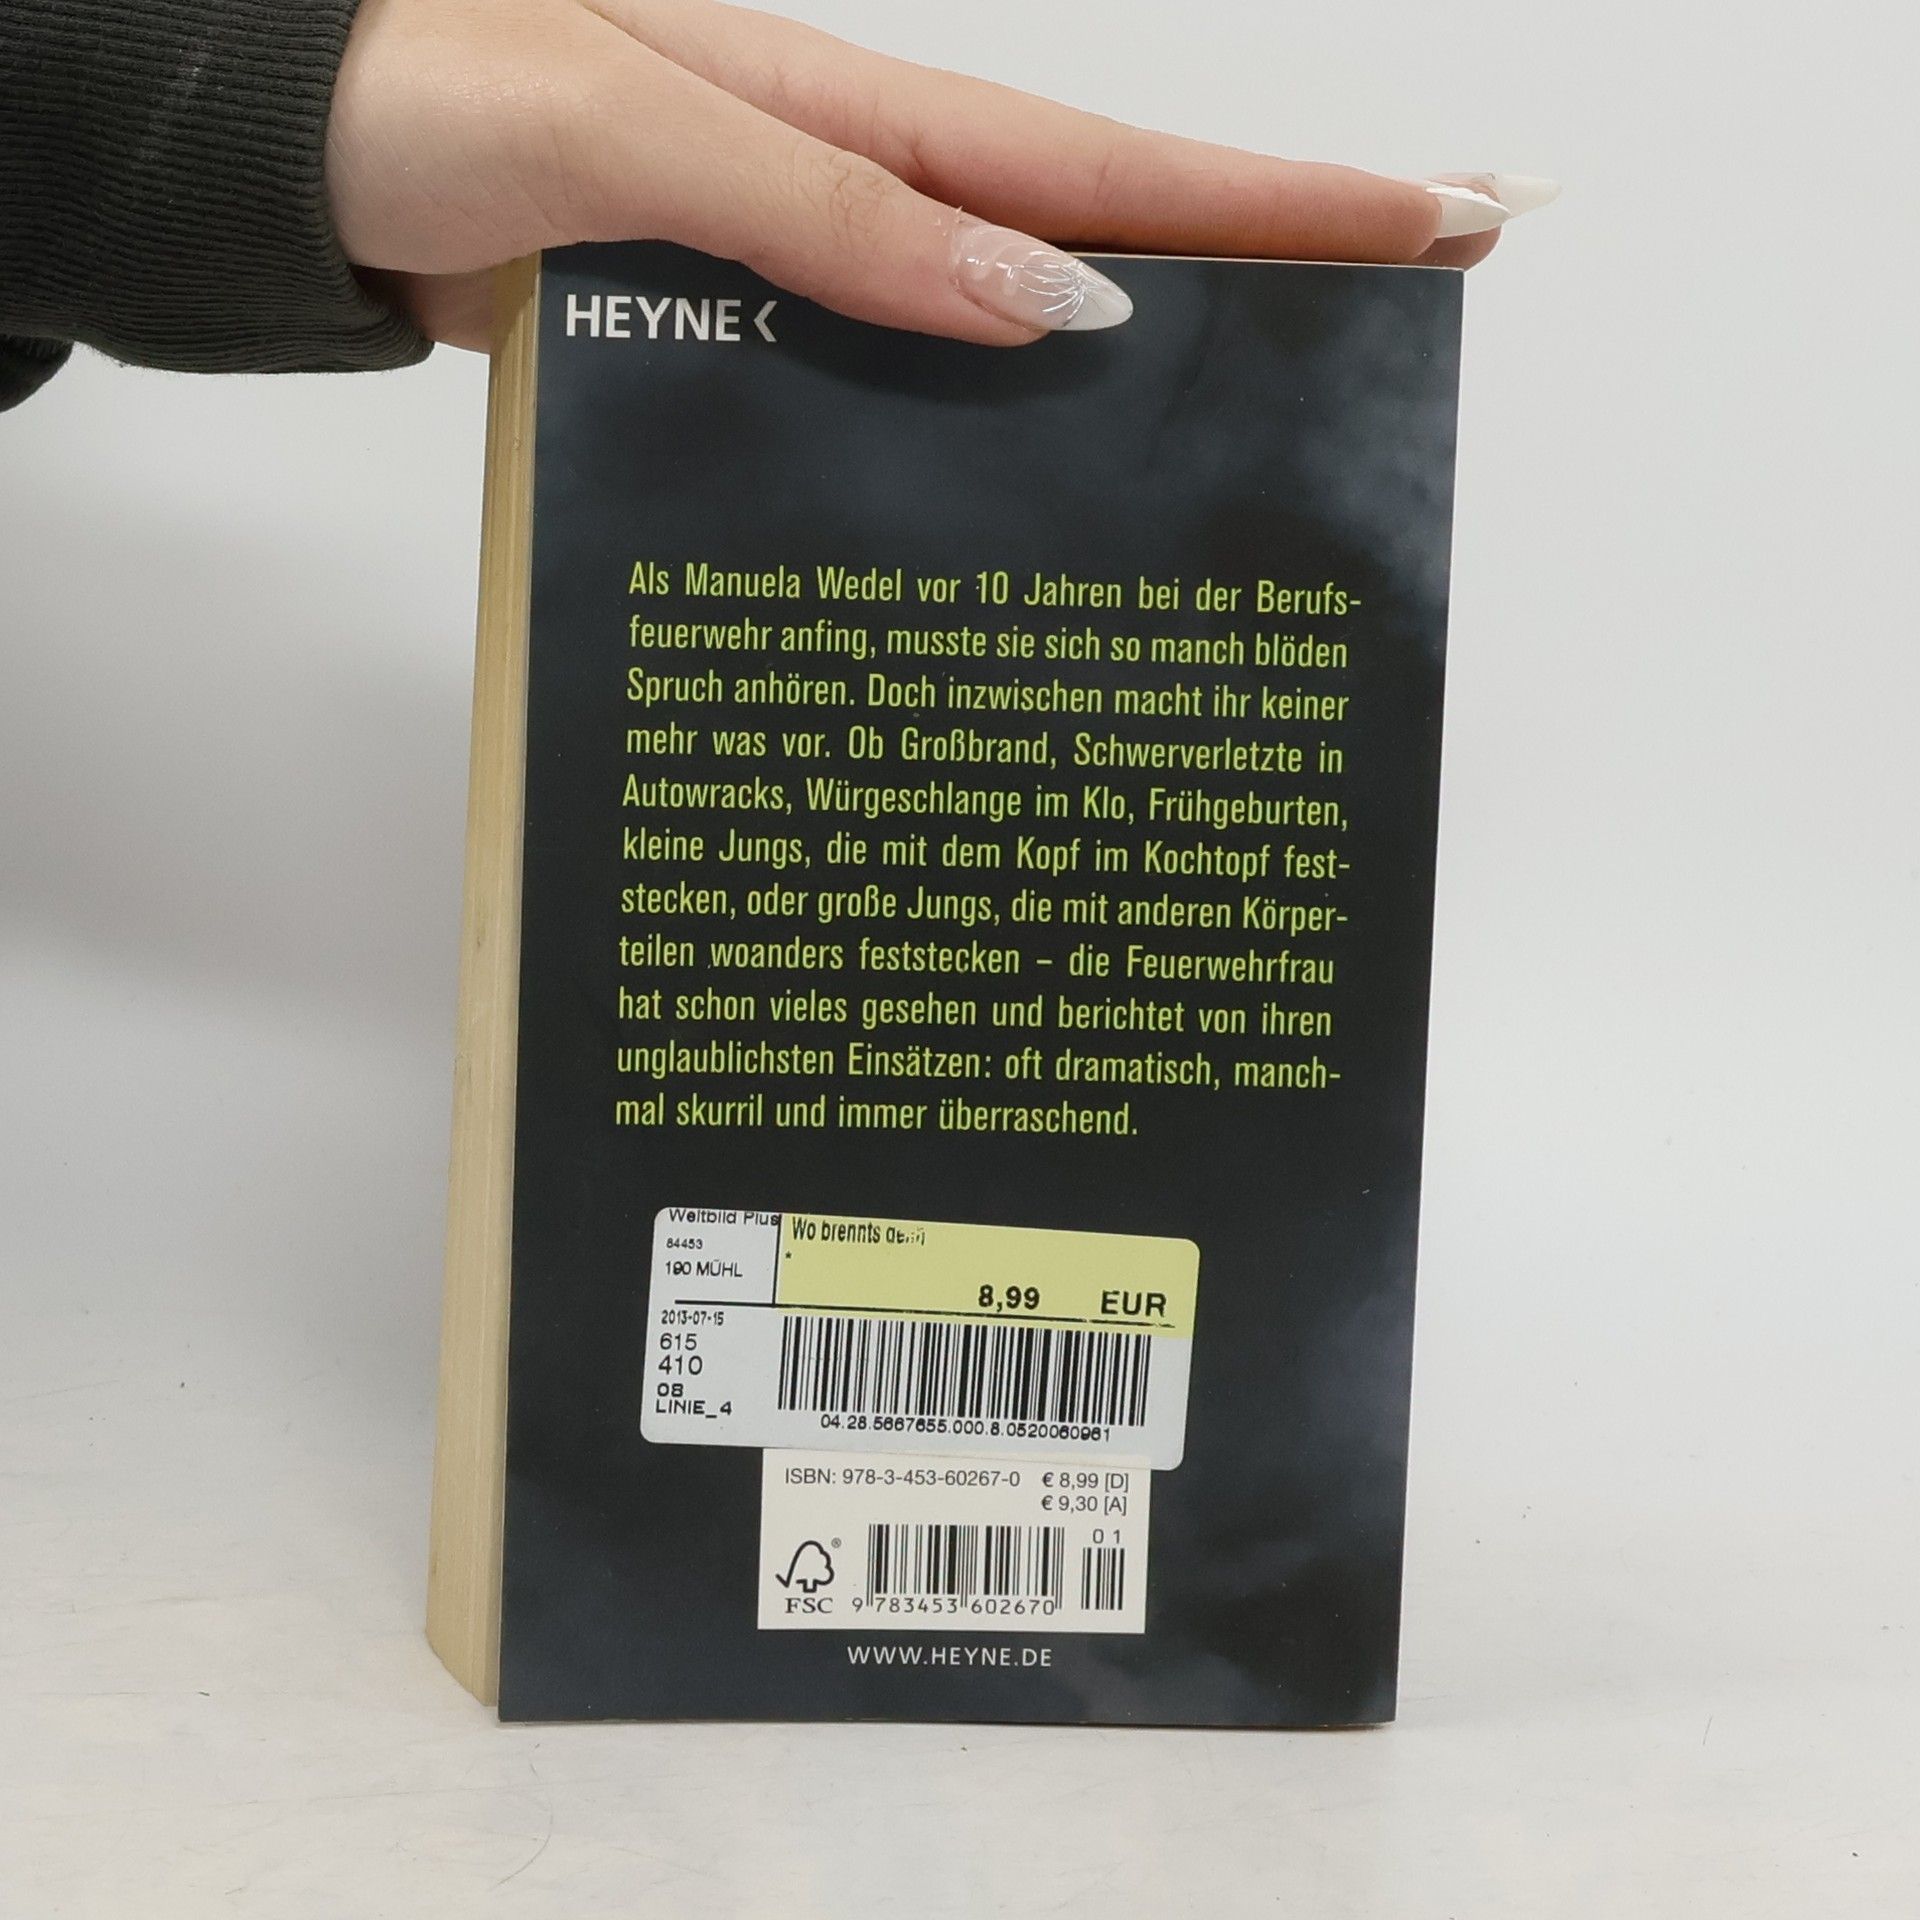 HEYNE<
Als Manuela Wedel vor 10 Jahren bei der Berufs-
feuerwehr anfing, musste sie sich so manch blöden
Spruch anhören. Doch inzwischen macht ihr keiner
mehr was vor. Ob Großbrand, Schwerverletzte in
Autowracks, Würgeschlange im Klo, Frühgeburten,
kleine Jungs, die mit dem Kopf im Kochtopf fest-
stecken, oder große Jungs, die mit anderen Körper-
teilen woanders feststecken – die Feuerwehrfrau
hat schon vieles gesehen und berichtet von ihren
unglaublichsten Einsätzen: oft dramatisch, manch-
mal skurril und immer überraschend.
Weltbild Plus
Wo brennts
84453
*
190 MÜHL
8,99 EUR
2013-07-15
615
410
08
LINIE_4
04.28.5667655.000.8.0520060961
ISBN: 978-3-453-60267-0 € 8,99 [D]
€ 9,30 [A]
01
FSC ®
9 783453 602670
WWW.HEYNE.DE